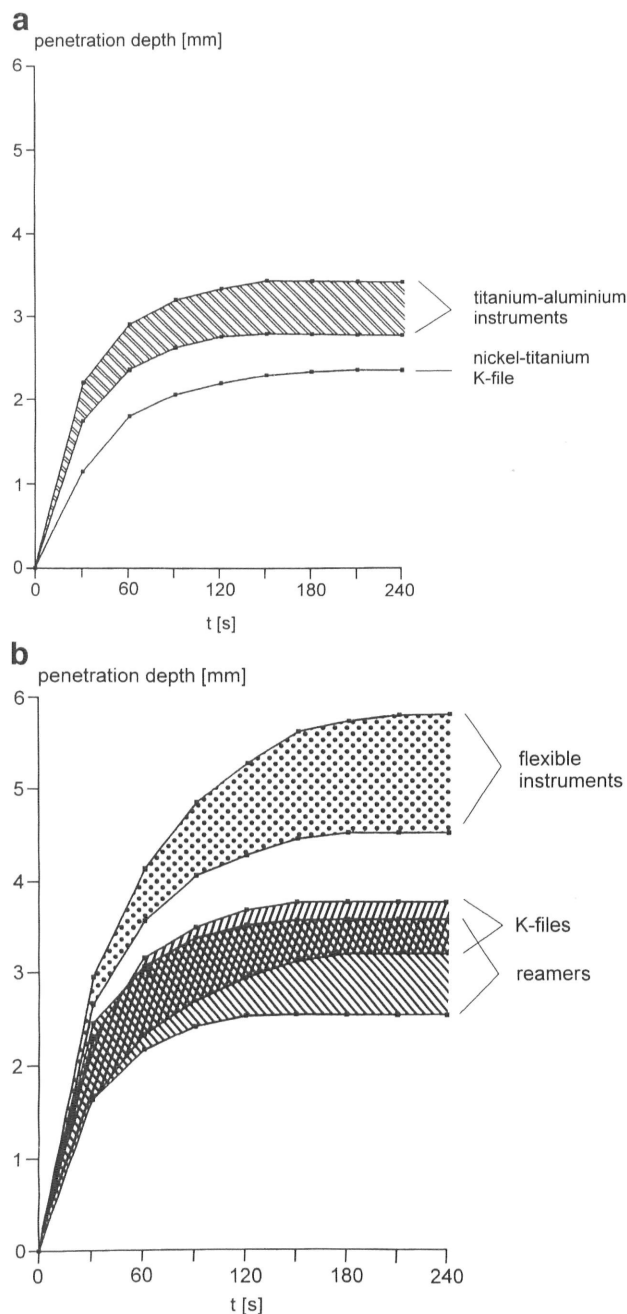 a
penetration depth [mm]
6
5
4
3
2
1
0
titanium-aluminium
instruments
nickel-titanium
K-file
0 60 120 180 240
t [s]
b
penetration depth [mm]
6
5
4
3
2
1
0
flexible
instruments
K-files
reamers
0 60 120 180 240
t [s]